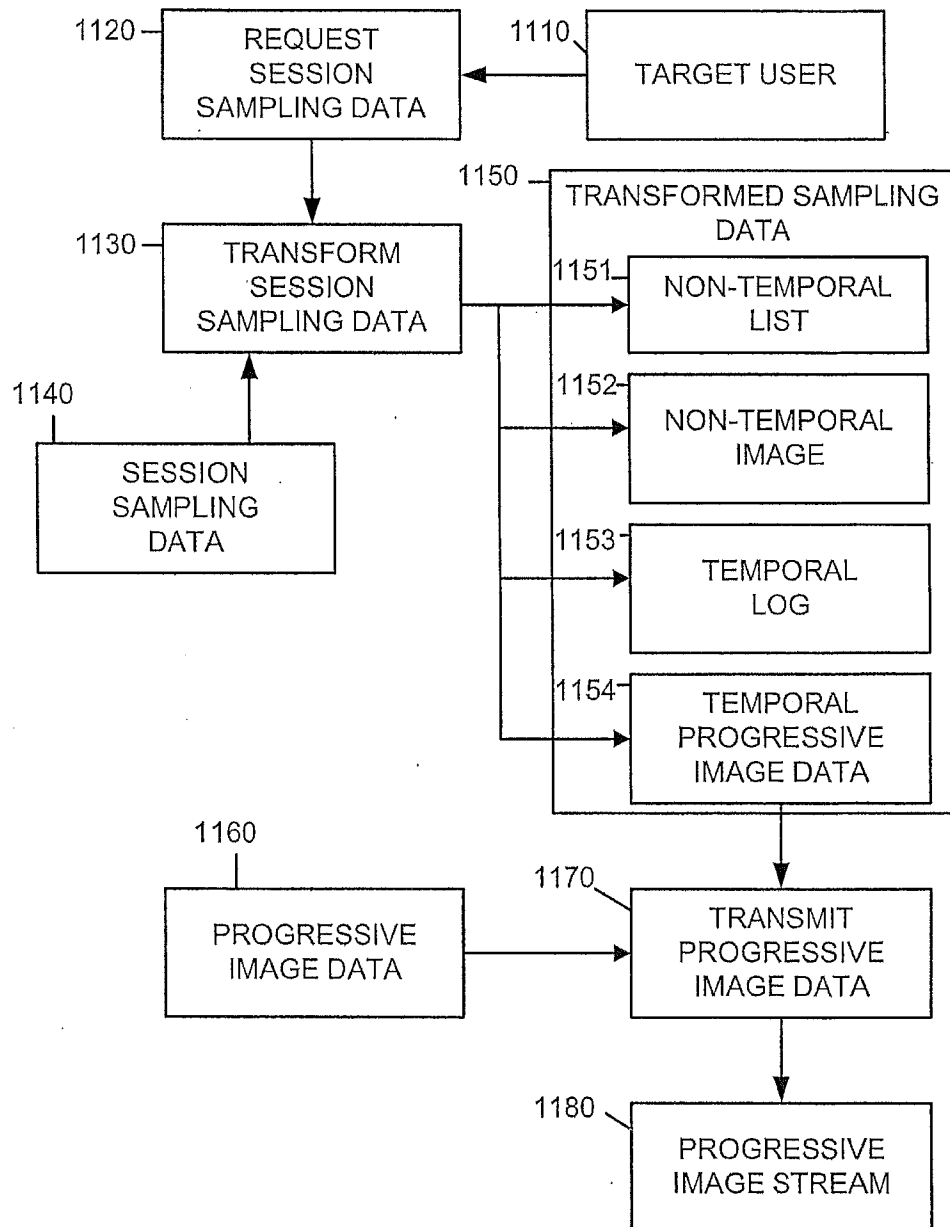 1120
REQUEST
SESSION
SAMPLING DATA
1110
TARGET USER
1130
TRANSFORM
SESSION
SAMPLING DATA
1140
SESSION
SAMPLING
DATA
1150
TRANSFORMED SAMPLING
DATA
1151
NON-TEMPORAL
LIST
1152
NON-TEMPORAL
IMAGE
1153
TEMPORAL
LOG
1154
TEMPORAL
PROGRESSIVE
IMAGE DATA
1160
PROGRESSIVE
IMAGE DATA
1170
TRANSMIT
PROGRESSIVE
IMAGE DATA
1180
PROGRESSIVE
IMAGE STREAM